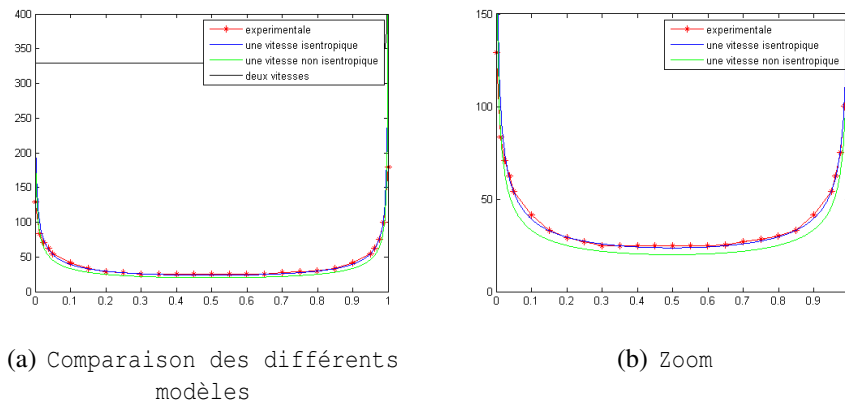 400
350
300
250
200
150
100
50
0
experimentale
une vitesse isentropique
une vitesse non isentropique
deux vitesses
0 0.1 0.2 0.3 0.4 0.5 0.6 0.7 0.8 0.9 1
(a) Comparaison des différents
modèles
150
100
50
0
experimentale
une vitesse isentropique
une vitesse non isentropique
0 0.1 0.2 0.3 0.4 0.5 0.6 0.7 0.8 0.9
(b) Zoom